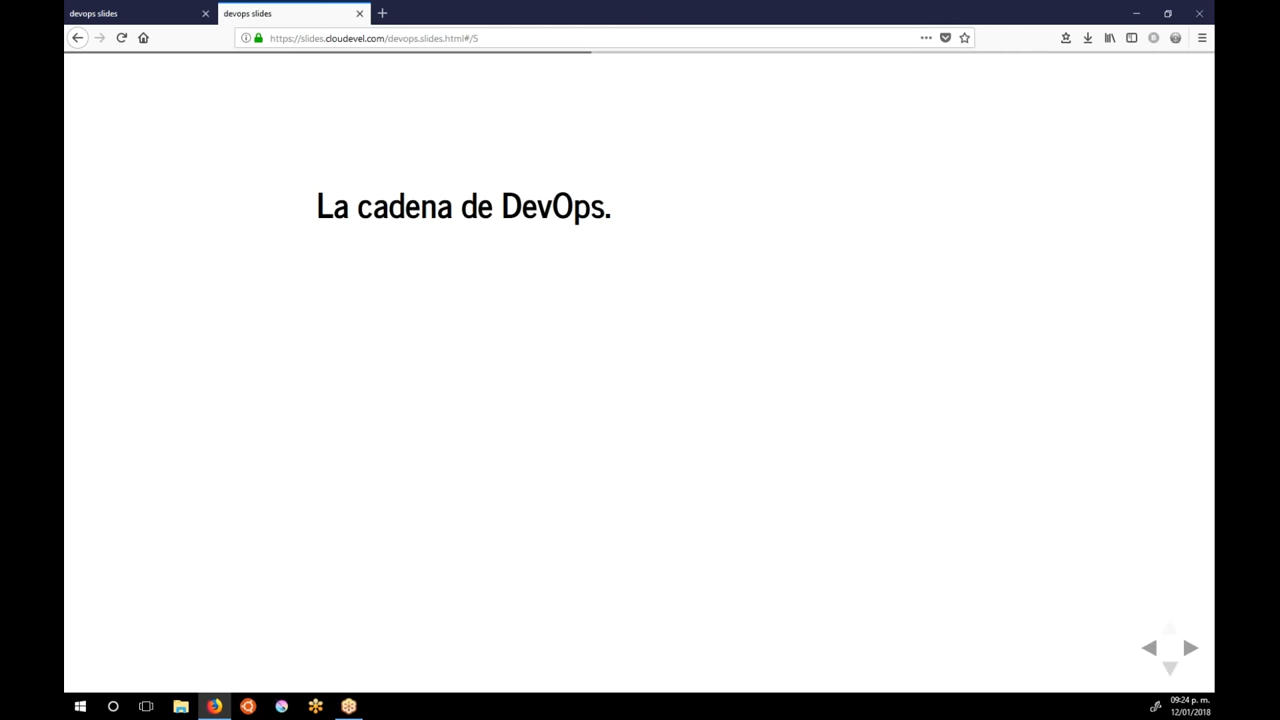 devops slides
devops slides
https://slides.cloudevel.com/devops.slides.html#/5
La cadena de DevOps.
09:24 p. m.
12/01/2018